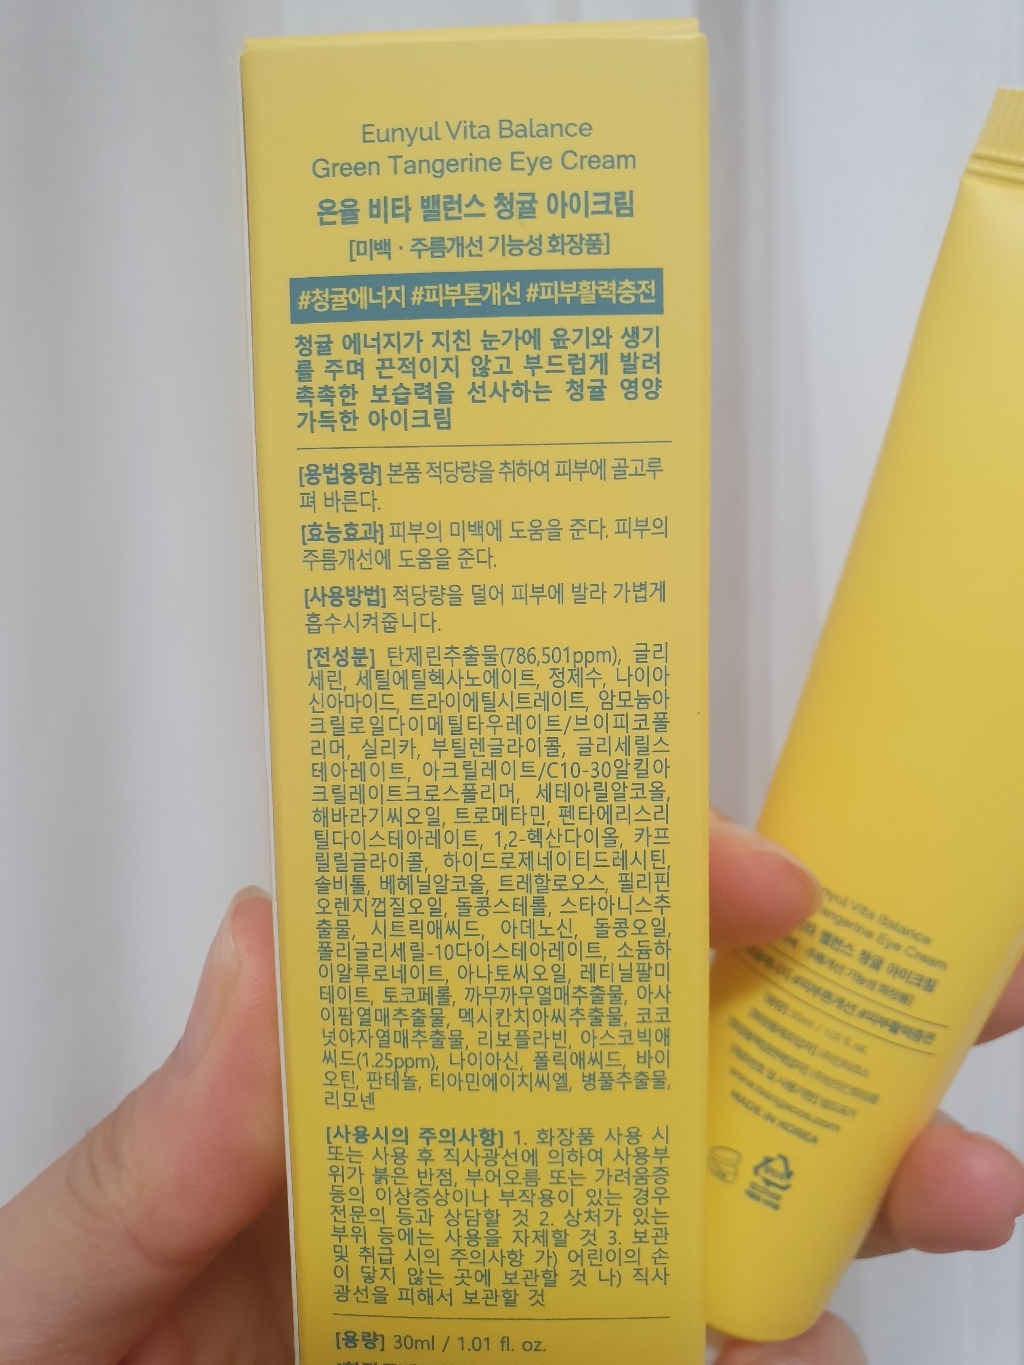 Eunyul Vita Balance
Green Tangerine Eye Cream
온율 비타 밸런스 청귤 아이크림
[미백 · 주름개선 기능성 화장품]
#청귤에너지 #피부톤개선 #피부활력충전
청귤 에너지가 지친 눈가에 윤기와 생기
를 주며 끈적이지 않고 부드럽게 발려
촉촉한 보습력을 선사하는 청귤 영양
가득한 아이크림
[용법용량] 본품 적당량을 취하여 피부에 골고루
펴 바른다.
[효능효과] 피부의 미백에 도움을 준다. 피부의
주름개선에 도움을 준다.
[사용방법] 적당량을 덜어 피부에 발라 가볍게
흡수시켜줍니다.
[전성분] 탄제린추출물(786,501ppm), 글리
세린, 세틸에틸헥사노에이트, 정제수, 나이아
신아마이드, 트라이에틸시트레이트, 암모늄아
크릴로일다이메틸타우레이트/브이피코폴
리머, 실리카, 부틸렌글라이콜, 글리세릴스
테아레이트, 아크릴레이트/C10-30알킬아
크릴레이트크로스폴리머, 세테아릴알코올,
해바라기씨오일, 트로메타민, 펜타에리스리
틸다이스테아레이트, 1,2-헥산다이올, 카프
릴릴글라이콜, 하이드로제네이티드레시틴,
솔비톨, 베헤닐알코올, 트레할로오스, 필리핀
오렌지껍질오일, 돌콩스테롤, 스타아니스추
출물, 시트릭애씨드, 아데노신, 돌콩오일,
폴리글리세릴-10다이스테아레이트, 소듐하
이알루로네이트, 아나토씨오일, 레티닐팔미
테이트, 토코페롤, 까무까무열매추출물, 아사
이팜열매추출물, 멕시칸치아씨추출물, 코코
넛야자열매추출물, 리보플라빈, 아스코빅애
씨드(1.25ppm), 나이아신, 폴릭애씨드, 바이
오틴, 판테놀, 티아민에이치씨엘, 병풀추출물,
리모넨
[사용시의 주의사항] 1. 화장품 사용 시
또는 사용 후 직사광선에 의하여 사용부
위가 붉은 반점, 부어오름 또는 가려움증
등의 이상증상이나 부작용이 있는 경우
전문의 등과 상담할 것 2. 상처가 있는
부위 등에는 사용을 자제할 것 3. 보관
및 취급 시의 주의사항 가) 어린이의 손
이 닿지 않는 곳에 보관할 것 나) 직사
광선을 피해서 보관할 것
[용량] 30ml / 1.01 fl. oz.
Vita Balance
Eye Cream
밸런스 청귤 아이크림
주름개선 기능성 화장품]
#피부톤개선 #피부활력충전
30ml / 1.01 fl. oz.
MADE IN KOREA